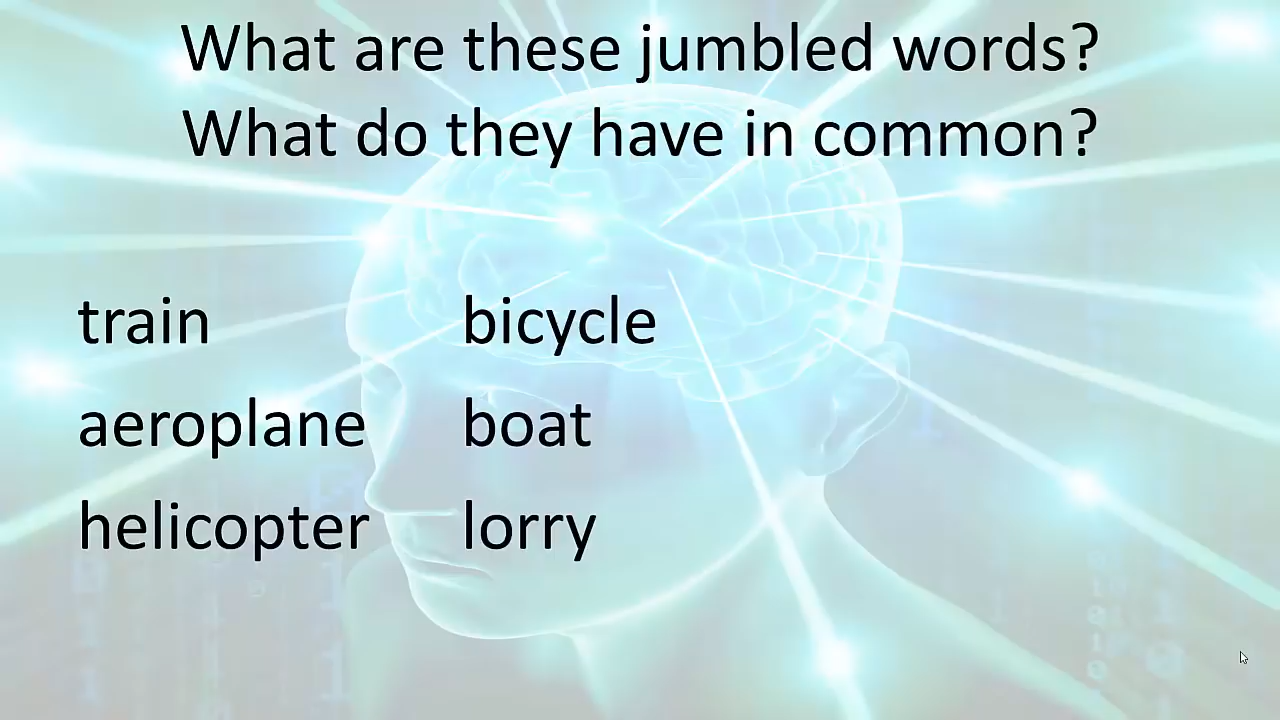 What are these jumbled words?
What do they have in common?
train
aeroplane
helicopter
bicycle
boat
lorry